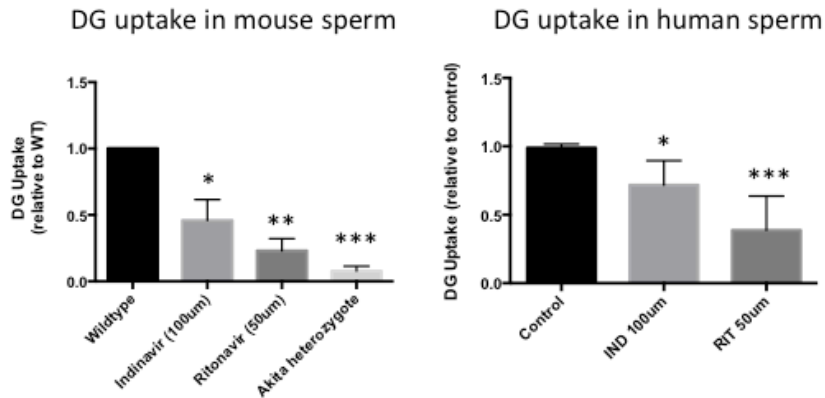 DG uptake in mouse sperm
DG Uptake
(relative to WT)
1.5
1.0
0.5
0.0
*
**
***
Wildtype
Indinavir (100um)
Ritonavir (50um)
Akita heterozygote
DG uptake in human sperm
DG Uptake (relative to control)
1.5
1.0
0.5
0.0
*
***
Control
IND 100um
RIT 50um